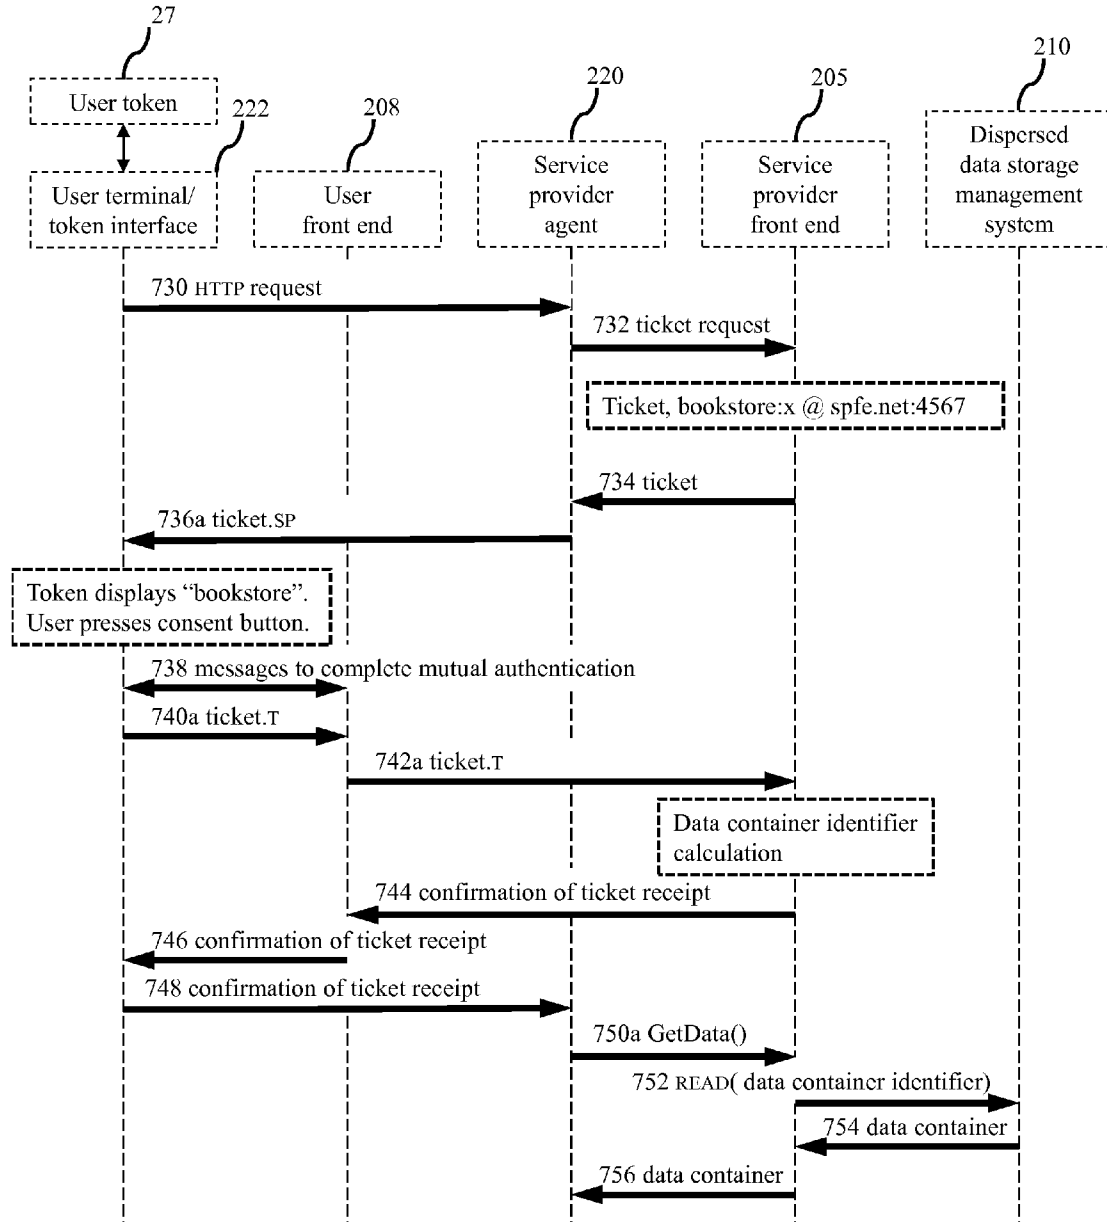 27
210
220
205
User token
222
208
Dispersed
data storage
management
system
User terminal/
token interface
User
front end
Service
provider
agent
Service
provider
front end
730 HTTP request
732 ticket request
Ticket, bookstore:x @ spfe.net:4567
734 ticket
736a ticket.SP
Token displays “bookstore”.
User presses consent button.
738 messages to complete mutual authentication
740a ticket.T
742a ticket.T
Data container identifier
calculation
744 confirmation of ticket receipt
746 confirmation of ticket receipt
748 confirmation of ticket receipt
750a GetData()
752 READ( data container identifier)
754 data container
756 data container